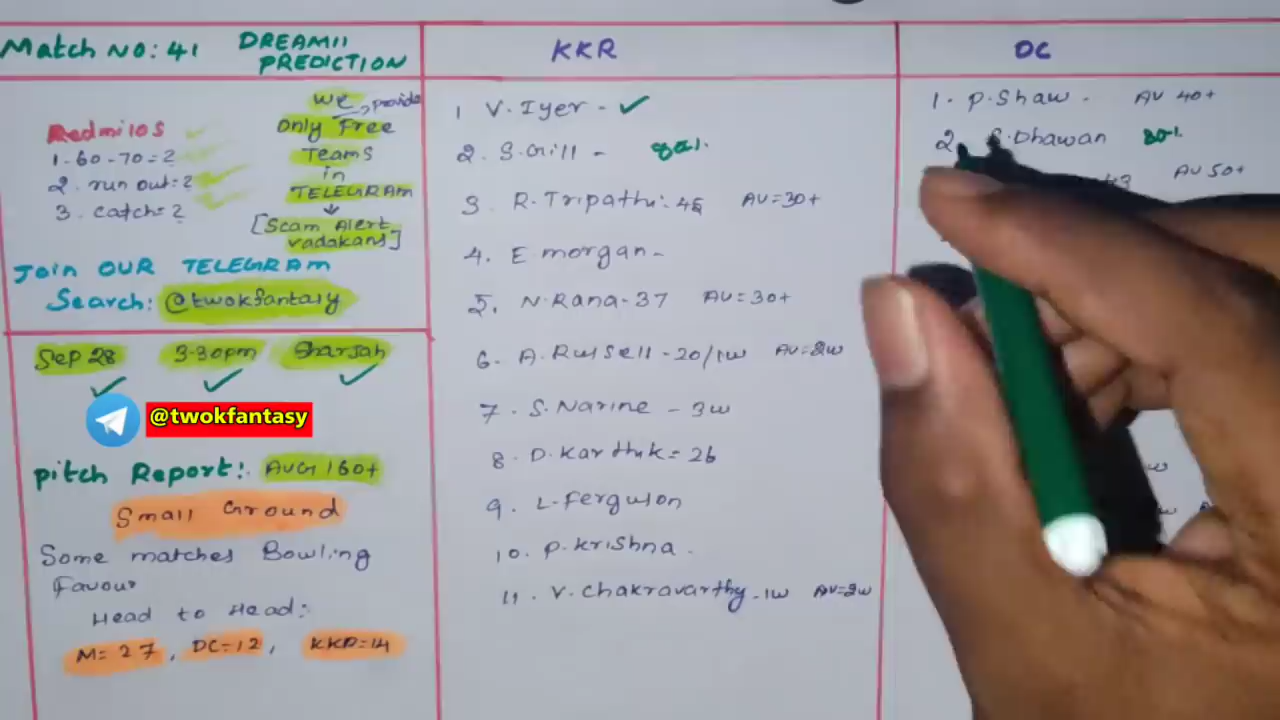 Match NO: 41 DREAM11 PREDICTION
Redmi10S
1. 60-70=2
2. run out=2
3. catch=2
We provide
Only Free
Teams
in
TELEGRAM
[Scam Alert
vadakans]
Join OUR TELEGRAM
Search: @twokfantasy
Sep 28 3-30pm Sharjah
@twokfantasy
pitch Report: AVG 160+
Small Ground
Some matches Bowling
Favour
Head to Head:
M=27, DC=12, KKR=14
KKR
1 V. Iyer - ✓
2. S. Gill - 80%.
3. R. Tripathi: 45 AV=30+
4. E morgan -
5. N. Rana-37 AV=30+
6. A. Russell-20/1w AV=2w
7. S. Narine - 3w
8. D. Karthik = 26
9. L. Ferguson
10. P. Krishna.
11. V. Chakravarthy-1w AV=2w
DC
1. P. Shaw - AV 40+
2. S. Dhawan 80%.
AV 50+